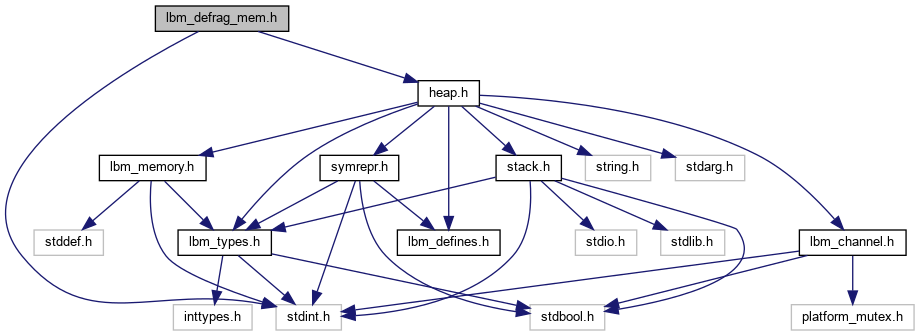 lbm_defrag_mem.h
heap.h
lbm_memory.h
symrepr.h
stack.h
string.h
stdarg.h
stddef.h
lbm_types.h
lbm_defines.h
stdio.h
stdlib.h
lbm_channel.h
inttypes.h
stdint.h
stdbool.h
platform_mutex.h